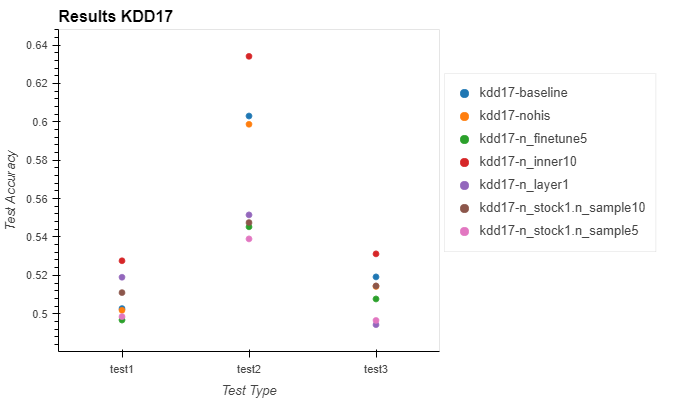 Results KDD17
0.64
0.62
0.6
0.58
0.56
0.54
0.52
0.5
Test Accuracy
test1
test2
test3
Test Type
kdd17-baseline
kdd17-nohis
kdd17-n_finetune5
kdd17-n_inner10
kdd17-n_layer1
kdd17-n_stock1.n_sample10
kdd17-n_stock1.n_sample5